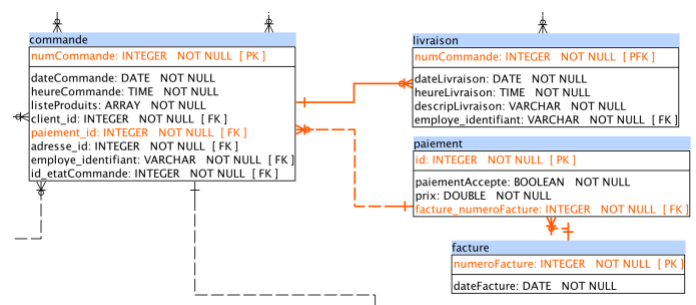 commande
numCommande: INTEGER NOT NULL [ PK ]
dateCommande: DATE NOT NULL
heureCommande: TIME NOT NULL
listeProduits: ARRAY NOT NULL
client_id: INTEGER NOT NULL [ FK ]
paiement_id: INTEGER NOT NULL [ FK ]
adresse_id: INTEGER NOT NULL [ FK ]
employe_identifiant: VARCHAR NOT NULL [ FK ]
id_etatCommande: INTEGER NOT NULL [ FK ]
livraison
numCommande: INTEGER NOT NULL [ PFK ]
dateLivraison: DATE NOT NULL
heureLivraison: TIME NOT NULL
descripLivraison: VARCHAR NOT NULL
employe_identifiant: VARCHAR NOT NULL [ FK ]
paiement
id: INTEGER NOT NULL [ PK ]
paiementAccepte: BOOLEAN NOT NULL
prix: DOUBLE NOT NULL
facture_numeroFacture: INTEGER NOT NULL [ FK ]
facture
numeroFacture: INTEGER NOT NULL [ PK ]
dateFacture: DATE NOT NULL